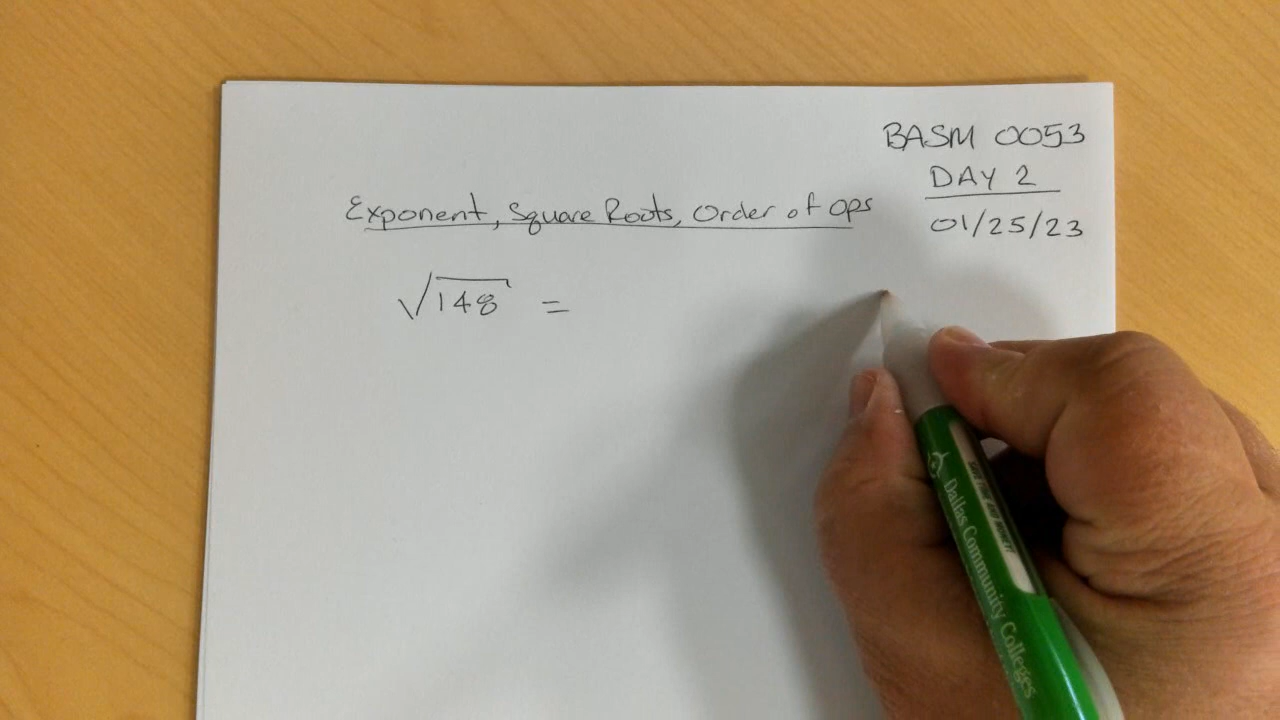 BASM 0053
DAY 2
01/25/23
Exponent, Square Roots, Order of Ops
√148 =
Dallas Community Colleges